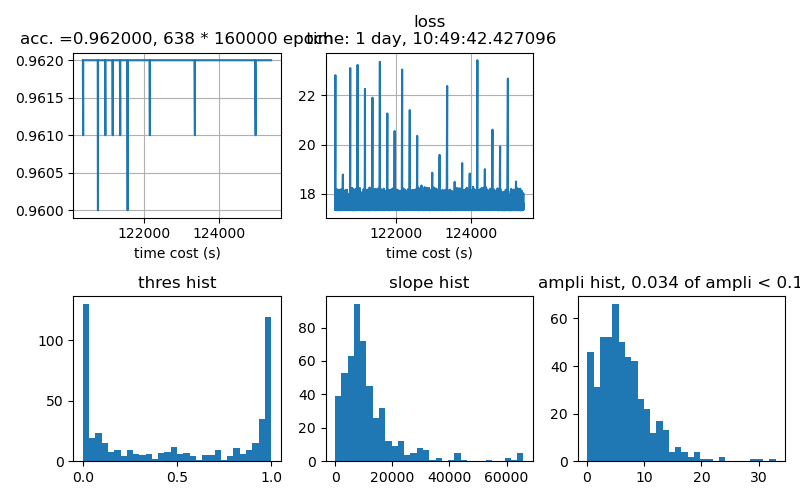 loss
acc. =0.962000, 638 * 160000 epoch
time: 1 day, 10:49:42.427096
0.9620
0.9615
0.9610
0.9605
0.9600
122000 124000
time cost (s)
22
20
18
122000 124000
time cost (s)
thres hist
100
50
0
0.0 0.5 1.0
slope hist
80
60
40
20
0
0 20000 40000 60000
ampli hist, 0.034 of ampli < 0.1
60
40
20
0
0 10 20 30